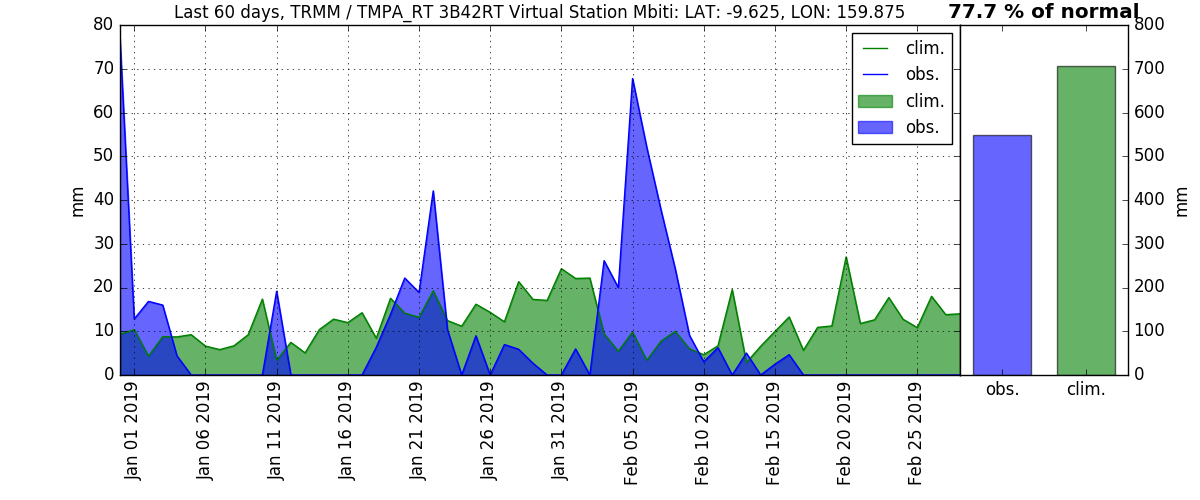 Last 60 days, TRMM / TMPA_RT 3B42RT Virtual Station Mbiti: LAT: -9.625, LON: 159.875
77.7 % of normal
80
70
60
50
40
30
20
10
0
mm
clim.
obs.
clim.
obs.
Jan 01 2019
Jan 06 2019
Jan 11 2019
Jan 16 2019
Jan 21 2019
Jan 26 2019
Jan 31 2019
Feb 05 2019
Feb 10 2019
Feb 15 2019
Feb 20 2019
Feb 25 2019
obs.
clim.
800
700
600
500
400
300
200
100
0
mm